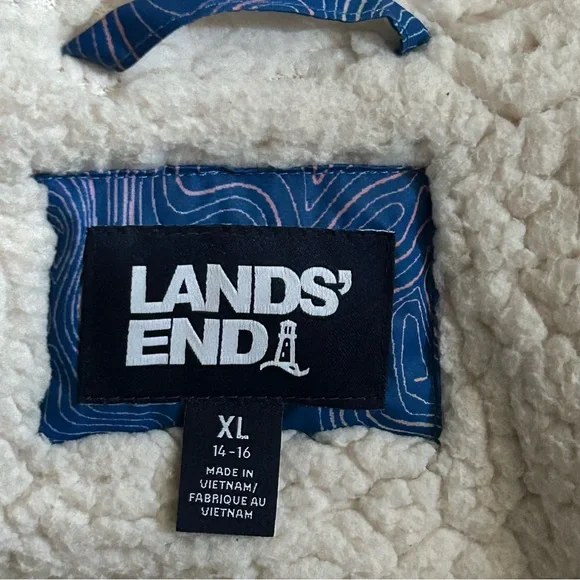 LANDS'
END
XL
14-16
MADE IN
VIETNAM/
FABRIQUE AU
VIETNAM